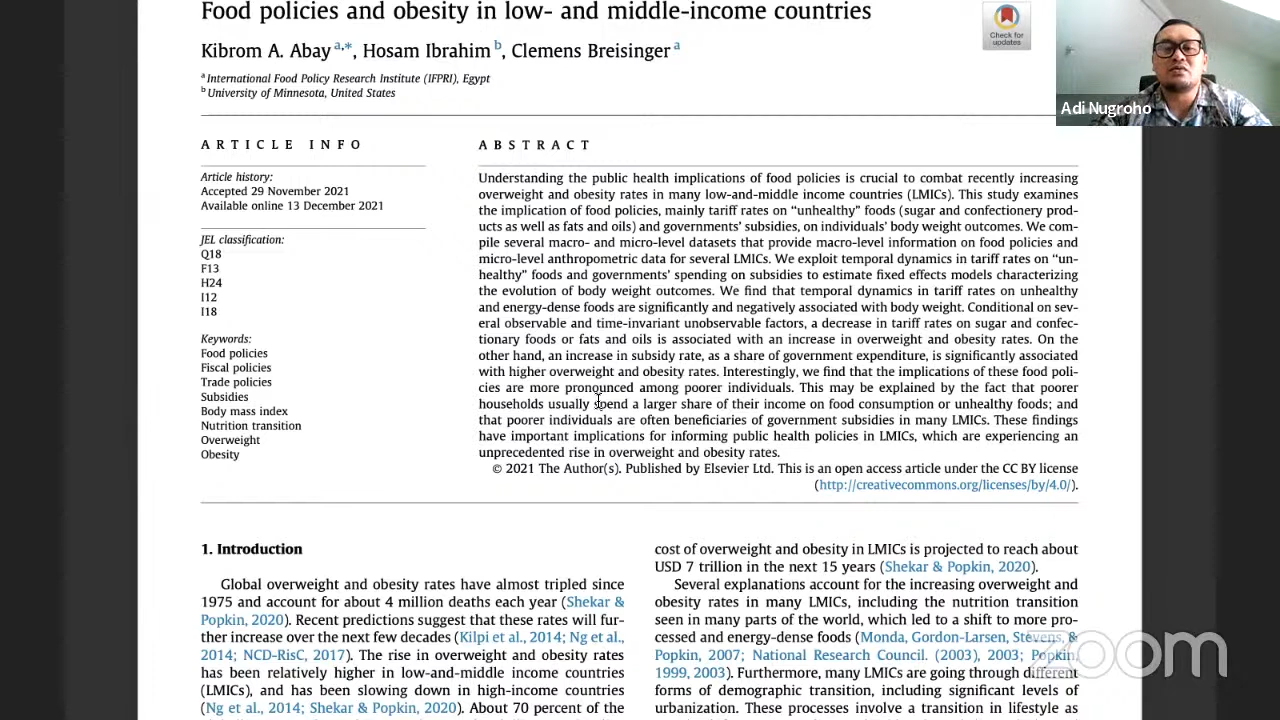 Food policies and obesity in low- and middle-income countries
Check for
updates
Adi Nugroho
Kibrom A. Abay a,*, Hosam Ibrahim b, Clemens Breisinger a
a International Food Policy Research Institute (IFPRI), Egypt
b University of Minnesota, United States
ARTICLE INFO
Article history:
Accepted 29 November 2021
Available online 13 December 2021
JEL classification:
Q18
F13
H24
I12
I18
Keywords:
Food policies
Fiscal policies
Trade policies
Subsidies
Body mass index
Nutrition transition
Overweight
Obesity
ABSTRACT
Understanding the public health implications of food policies is crucial to combat recently increasing
overweight and obesity rates in many low-and-middle income countries (LMICs). This study examines
the implication of food policies, mainly tariff rates on “unhealthy” foods (sugar and confectionery prod-
ucts as well as fats and oils) and governments’ subsidies, on individuals’ body weight outcomes. We com-
pile several macro- and micro-level datasets that provide macro-level information on food policies and
micro-level anthropometric data for several LMICs. We exploit temporal dynamics in tariff rates on “un-
healthy” foods and governments’ spending on subsidies to estimate fixed effects models characterizing
the evolution of body weight outcomes. We find that temporal dynamics in tariff rates on unhealthy
and energy-dense foods are significantly and negatively associated with body weight. Conditional on sev-
eral observable and time-invariant unobservable factors, a decrease in tariff rates on sugar and confec-
tionary foods or fats and oils is associated with an increase in overweight and obesity rates. On the
other hand, an increase in subsidy rate, as a share of government expenditure, is significantly associated
with higher overweight and obesity rates. Interestingly, we find that the implications of these food poli-
cies are more pronounced among poorer individuals. This may be explained by the fact that poorer
households usually spend a larger share of their income on food consumption or unhealthy foods; and
that poorer individuals are often beneficiaries of government subsidies in many LMICs. These findings
have important implications for informing public health policies in LMICs, which are experiencing an
unprecedented rise in overweight and obesity rates.
© 2021 The Author(s). Published by Elsevier Ltd. This is an open access article under the CC BY license
(http://creativecommons.org/licenses/by/4.0/).
1. Introduction
Global overweight and obesity rates have almost tripled since
1975 and account for about 4 million deaths each year (Shekar &
Popkin, 2020). Recent predictions suggest that these rates will fur-
ther increase over the next few decades (Kilpi et al., 2014; Ng et al.,
2014; NCD-RisC, 2017). The rise in overweight and obesity rates
has been relatively higher in low-and-middle income countries
(LMICs), and has been slowing down in high-income countries
(Ng et al., 2014; Shekar & Popkin, 2020). About 70 percent of the
cost of overweight and obesity in LMICs is projected to reach about
USD 7 trillion in the next 15 years (Shekar & Popkin, 2020).
Several explanations account for the increasing overweight and
obesity rates in many LMICs, including the nutrition transition
seen in many parts of the world, which led to a shift to more pro-
cessed and energy-dense foods (Monda, Gordon-Larsen, Stevens, &
Popkin, 2007; National Research Council. (2003), 2003; Popkin,
1999, 2003). Furthermore, many LMICs are going through different
forms of demographic transition, including significant levels of
urbanization. These processes involve a transition in lifestyle as
zoom